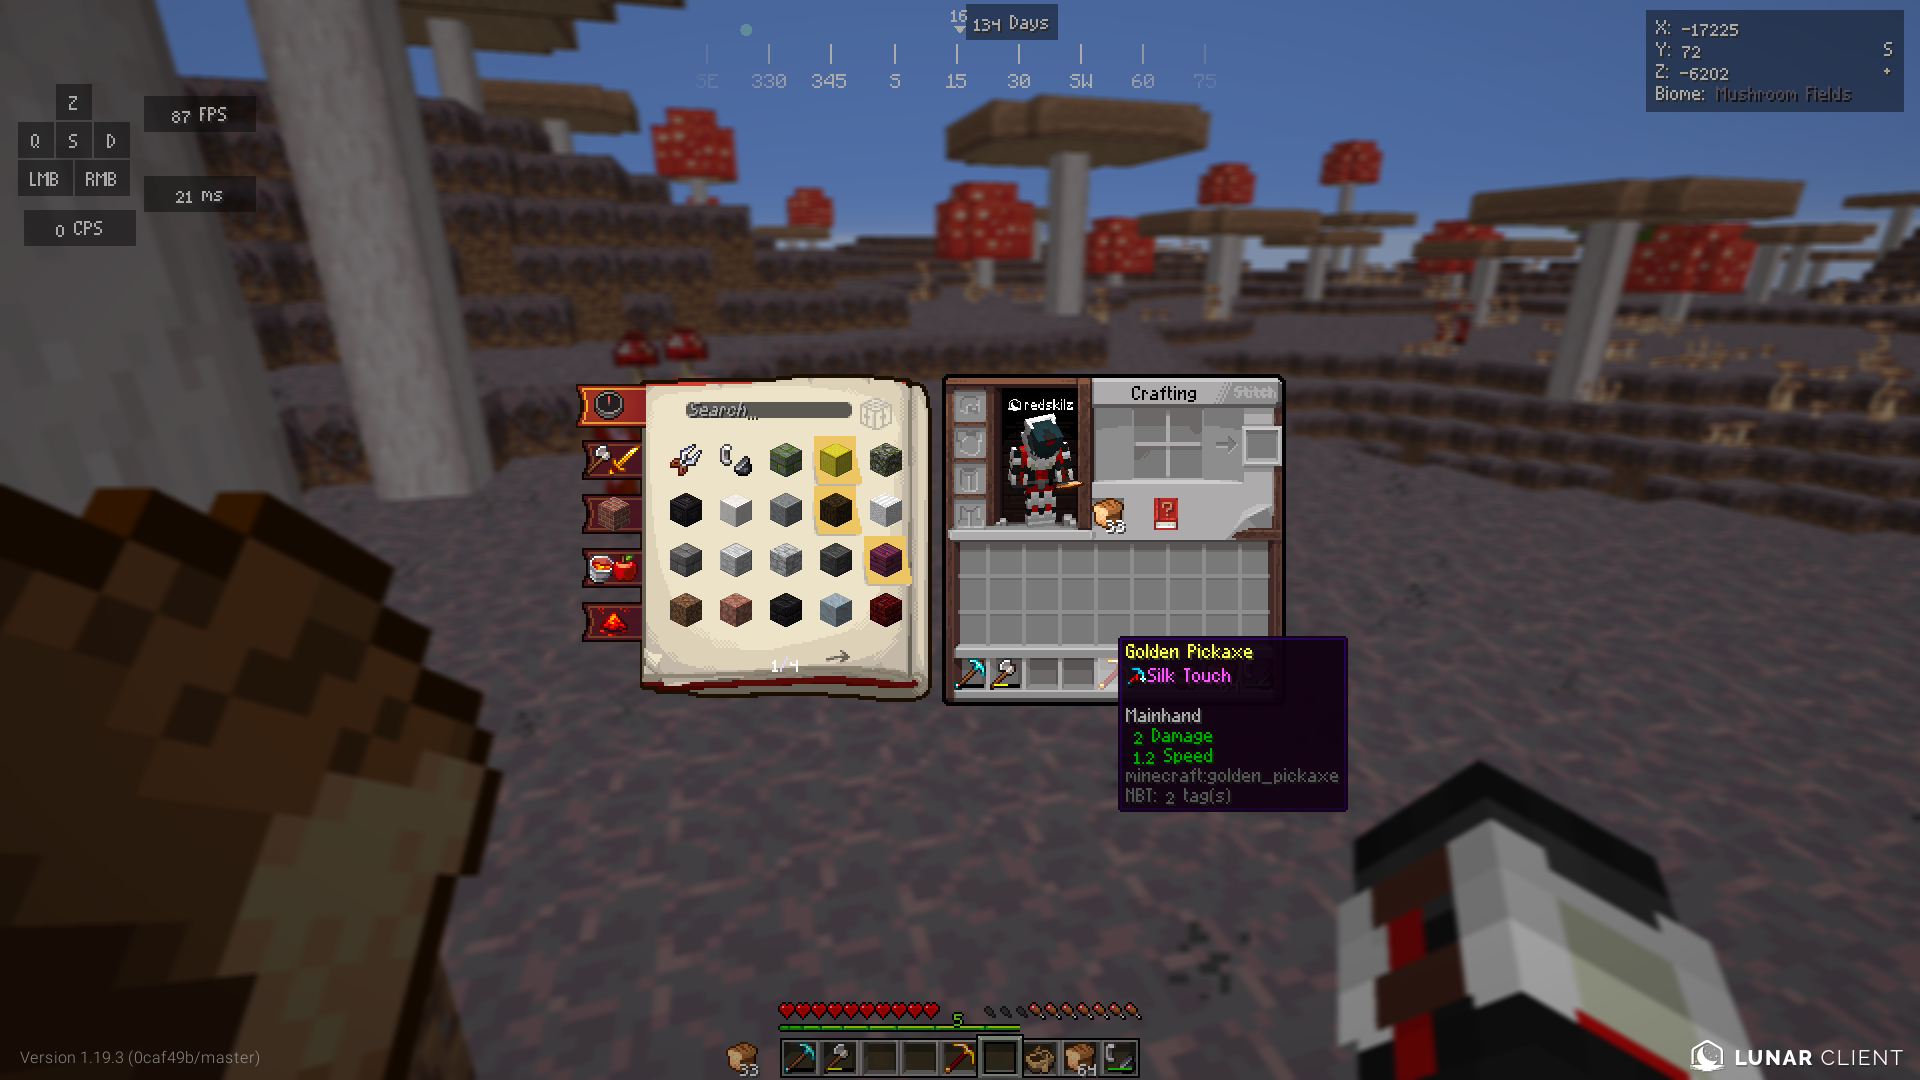 16
134 Days
SE 330 345 S 15 30 SW 60 75
X: -17225
Y: 72
S
Z: -6202
+
Biome: Mushroom Fields
Z
Q S D
LMB RMB
0 CPS
87 FPS
21 ms
Search...
1/4
redskilz
Crafting
Stitch
33
?
Golden Pickaxe
Silk Touch
Mainhand
2 Damage
1.2 Speed
minecraft:golden_pickaxe
NBT: 2 tag(s)
5
33
64
Version 1.19.3 (0caf49b/master)
LUNAR CLIENT